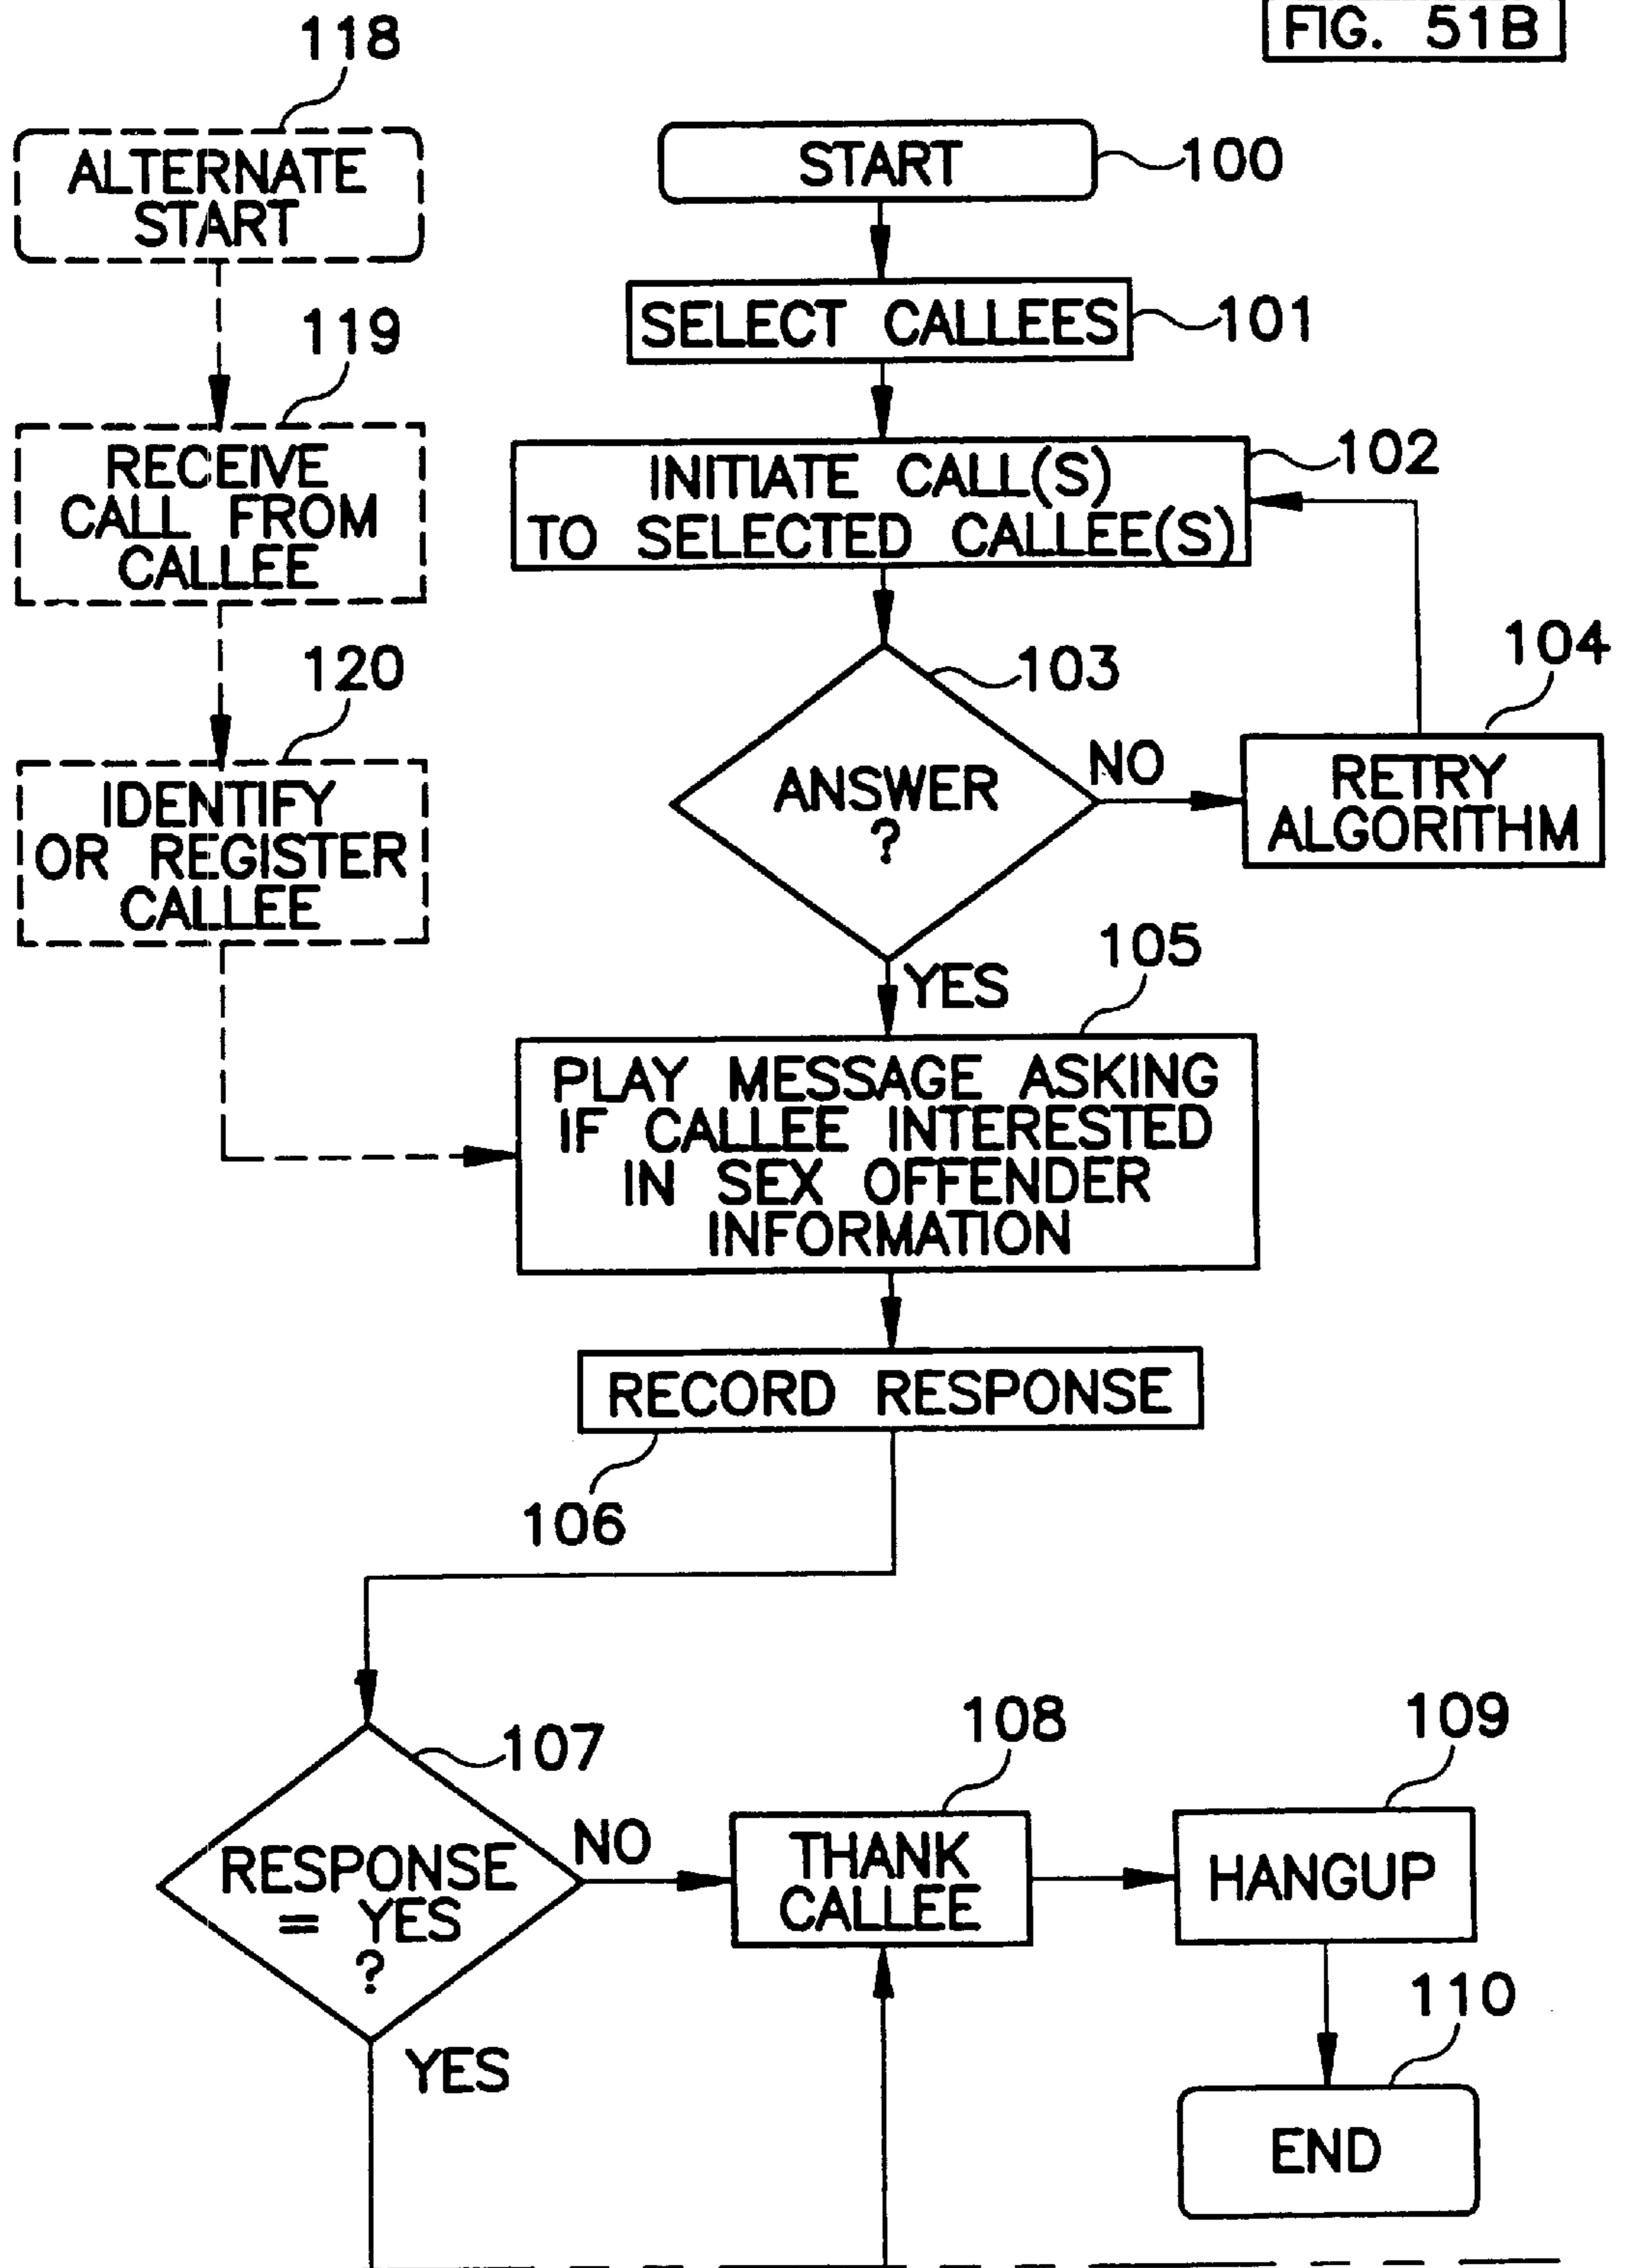 FIG. 51B
118
ALTERNATE
START
START
100
SELECT CALLEES
101
119
RECEIVE
CALL FROM
CALLEE
INITIATE CALL(S)
TO SELECTED CALLEE(S)
102
120
IDENTIFY
OR REGISTER
CALLEE
103
ANSWER
?
NO
104
RETRY
ALGORITHM
YES
105
PLAY MESSAGE ASKING
IF CALLEE INTERESTED
IN SEX OFFENDER
INFORMATION
RECORD RESPONSE
106
107
RESPONSE
= YES
?
NO
108
THANK
CALLEE
109
HANGUP
YES
110
END